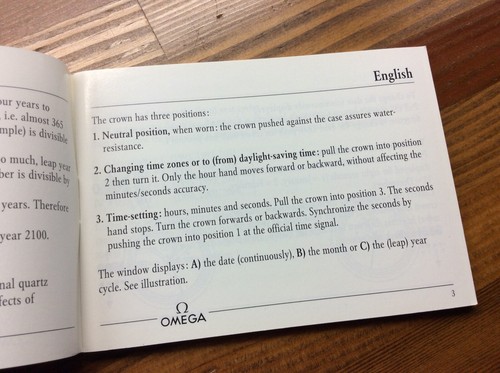 our years to
i.e. almost 365
mple) is divisible
o much, leap year
ber is divisible by
years. Therefore
year 2100.
nal quartz
fects of
English
The crown has three positions:
1. Neutral position, when worn: the crown pushed against the case assures water-
resistance.
2. Changing time zones or to (from) daylight-saving time: pull the crown into position
2 then turn it. Only the hour hand moves forward or backward, without affecting the
minutes/seconds accuracy.
3. Time-setting: hours, minutes and seconds. Pull the crown into position 3. The seconds
hand stops. Turn the crown forwards or backwards. Synchronize the seconds by
pushing the crown into position 1 at the official time signal.
The window displays: A) the date (continuously), B) the month or C) the (leap) year
cycle. See illustration.
Ω
OMEGA
3